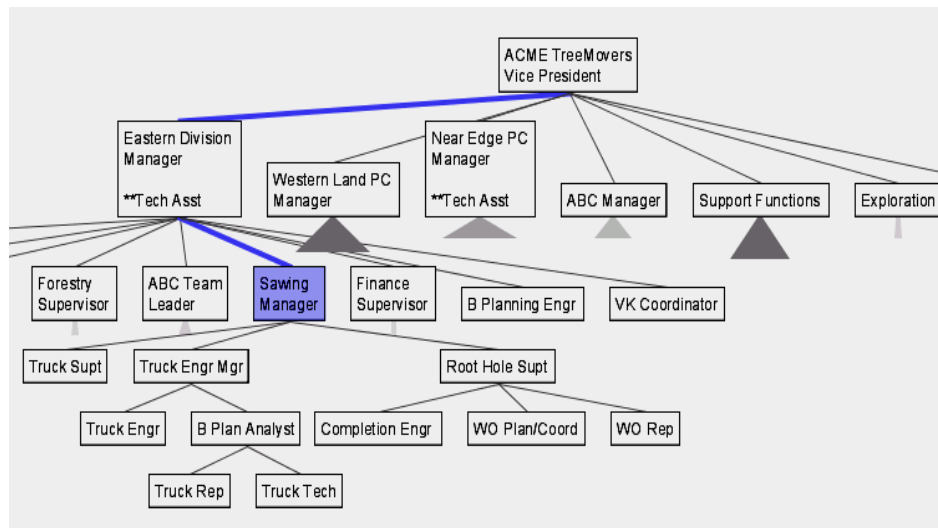 ACME TreeMovers
Vice President
Eastern Division
Manager
**Tech Asst
Western Land PC
Manager
Near Edge PC
Manager
**Tech Asst
ABC Manager
Support Functions
Exploration
Forestry
Supervisor
ABC Team
Leader
Sawing
Manager
Finance
Supervisor
B Planning Engr
VK Coordinator
Truck Supt
Truck Engr Mgr
Root Hole Supt
Truck Engr
B Plan Analyst
Completion Engr
WO Plan/Coord
WO Rep
Truck Rep
Truck Tech